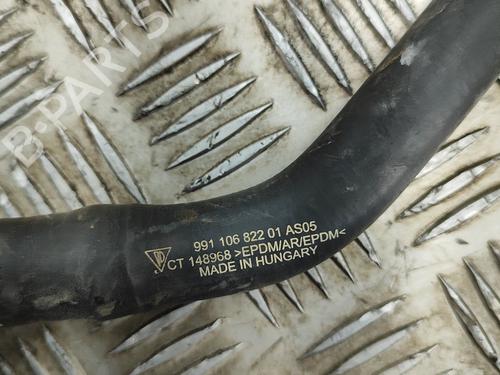 B-PARTS
991 106 822 01 AS05
CT 148968 >EPDM/AR/EPDM<
MADE IN HUNGARY